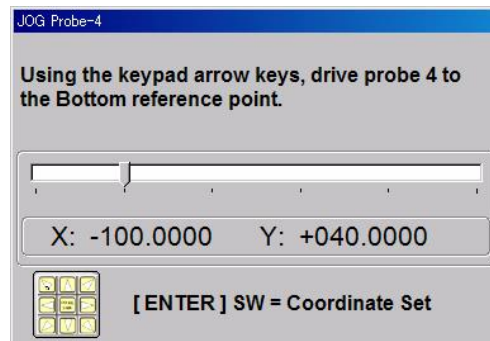 JOG Probe-4
Using the keypad arrow keys, drive probe 4 to
the Bottom reference point.
X: -100.0000 Y: +040.0000
[ ENTER ] SW = Coordinate Set